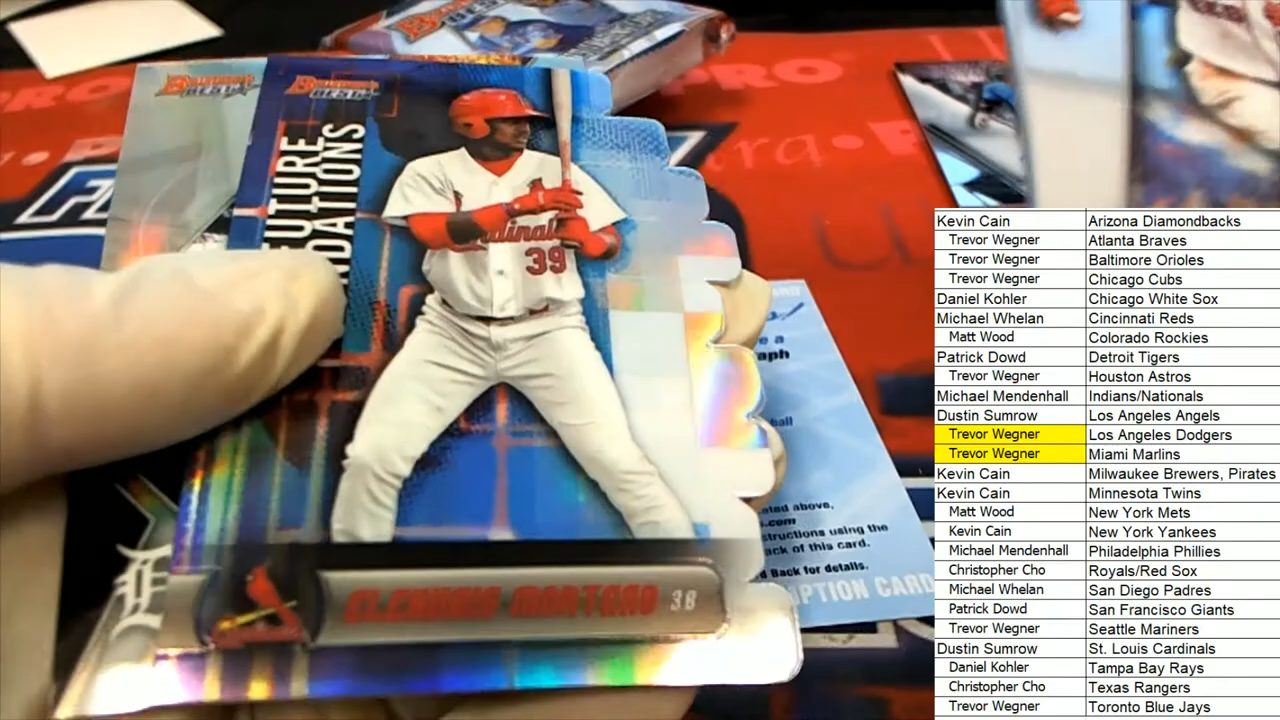 BOWMAN'S BEST
BOWMAN'S BEST
FUTURE
Cardinals
39
ELEHURIS MONTERO 3B
PRO
ated above,
s.com
structions using the
ack of this card.
d Back for details.
PTION CARD
Kevin Cain Arizona Diamondbacks
Trevor Wegner Atlanta Braves
Trevor Wegner Baltimore Orioles
Trevor Wegner Chicago Cubs
Daniel Kohler Chicago White Sox
Michael Whelan Cincinnati Reds
Matt Wood Colorado Rockies
Patrick Dowd Detroit Tigers
Trevor Wegner Houston Astros
Michael Mendenhall Indians/Nationals
Dustin Sumrow Los Angeles Angels
Trevor Wegner Los Angeles Dodgers
Trevor Wegner Miami Marlins
Kevin Cain Milwaukee Brewers, Pirates
Kevin Cain Minnesota Twins
Matt Wood New York Mets
Kevin Cain New York Yankees
Michael Mendenhall Philadelphia Phillies
Christopher Cho Royals/Red Sox
Michael Whelan San Diego Padres
Patrick Dowd San Francisco Giants
Trevor Wegner Seattle Mariners
Dustin Sumrow St. Louis Cardinals
Daniel Kohler Tampa Bay Rays
Christopher Cho Texas Rangers
Trevor Wegner Toronto Blue Jays